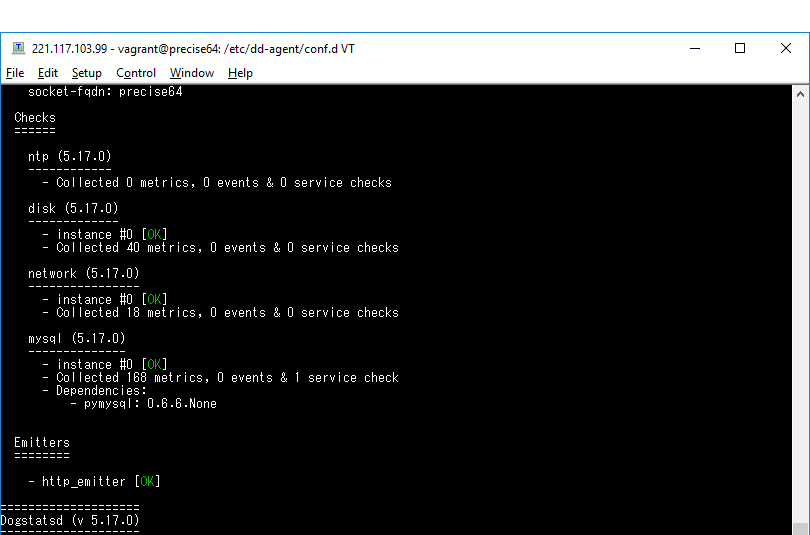 221.117.103.99 - vagrant@precise64: /etc/dd-agent/conf.d VT
File Edit Setup Control Window Help
socket-fqdn: precise64
Checks
======
ntp (5.17.0)
------------
- Collected 0 metrics, 0 events & 0 service checks
disk (5.17.0)
-------------
- instance #0 [OK]
- Collected 40 metrics, 0 events & 0 service checks
network (5.17.0)
----------------
- instance #0 [OK]
- Collected 18 metrics, 0 events & 0 service checks
mysql (5.17.0)
--------------
- instance #0 [OK]
- Collected 168 metrics, 0 events & 1 service check
- Dependencies:
- pymysql: 0.6.6.None
Emitters
========
- http_emitter [OK]
====================
Dogstatsd (v 5.17.0)
====================